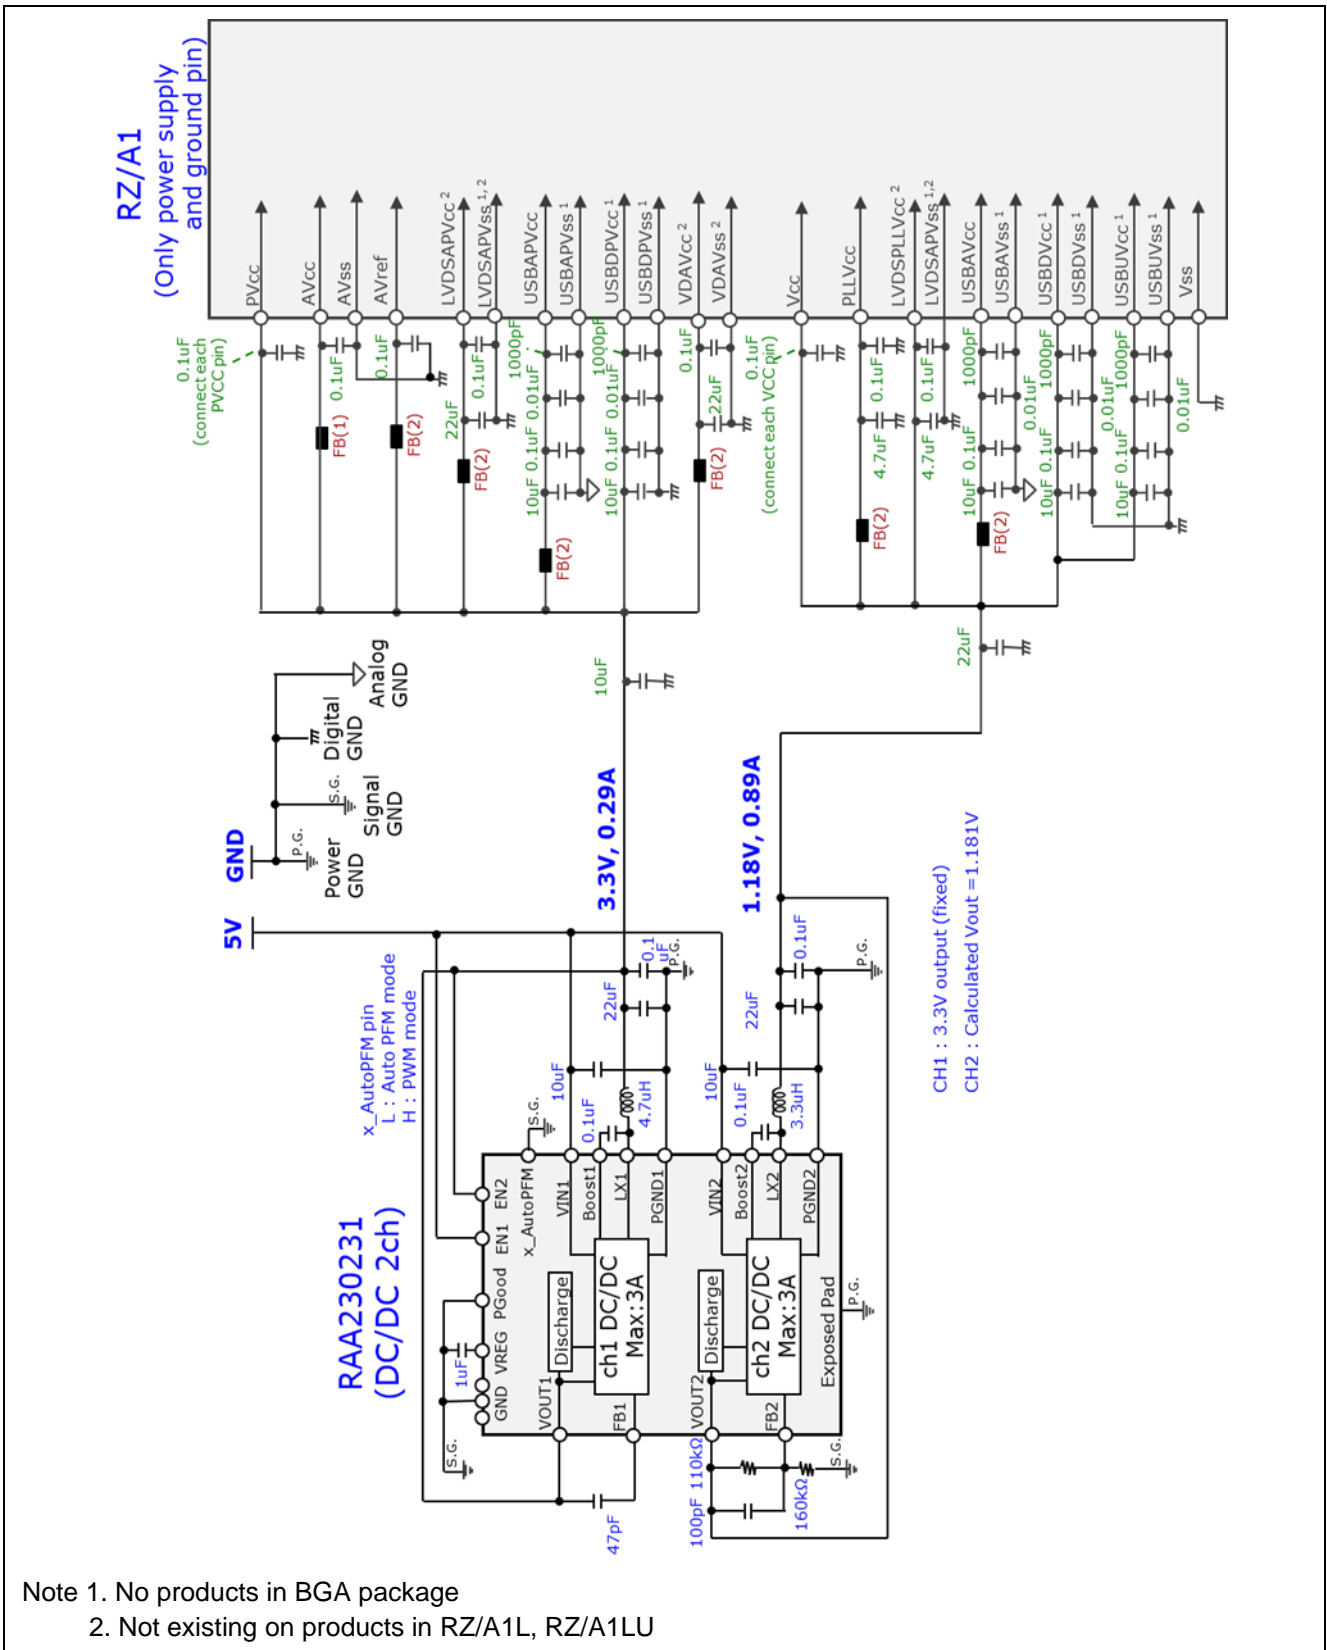 RZ/A1
(Only power supply
and ground pin)
PVcc
AVcc
AVss
AVref
LVDSAPVcc 2
LVDSAPVss 1, 2
USBAPVcc
USBAPVss 1
USBDPVcc 1
USBDPVss 1
VDAVcc 2
VDAVss 2
Vcc
PLLVcc
LVDSPLLVcc 2
LVDSAPVss 1,2
USBAVcc
USBAVss 1
USBDVcc 1
USBDVss 1
USBUVcc 1
USBUVss 1
Vss
0.1uF
(connect each
PVCC pin)
0.1uF
FB(1)
0.1uF
FB(2)
0.1uF
22uF
FB(2)
1000pF
0.01uF
0.1uF
10uF
FB(2)
1000pF
0.01uF
0.1uF
10uF
0.1uF
22uF
FB(2)
0.1uF
(connect each VCC pin)
0.1uF
4.7uF
FB(2)
0.1uF
4.7uF
1000pF
0.01uF
0.1uF
10uF
FB(2)
1000pF
0.01uF
0.1uF
10uF
1000pF
0.01uF
0.1uF
10uF
10uF
22uF
Analog
GND
Digital
GND
S.G.
Signal
GND
P.G.
Power
GND
GND
5V
3.3V, 0.29A
1.18V, 0.89A
CH1 : 3.3V output (fixed)
CH2 : Calculated Vout =1.181V
x_AutoPFM pin
L : Auto PFM mode
H : PWM mode
0.1
uF
P.G.
22uF
10uF
0.1uF
4.7uH
S.G.
0.1uF
P.G.
22uF
10uF
0.1uF
3.3uH
RAA230231
(DC/DC 2ch)
EN2
EN1
PGood
VREG
GND
1uF
S.G.
x_AutoPFM
VIN1
Boost1
LX1
PGND1
VIN2
Boost2
LX2
PGND2
Discharge
ch1 DC/DC
Max:3A
Discharge
ch2 DC/DC
Max:3A
Exposed Pad
P.G.
VOUT1
FB1
VOUT2
FB2
47pF
100pF
110kΩ
160kΩ
S.G.
Note 1. No products in BGA package
2. Not existing on products in RZ/A1L, RZ/A1LU